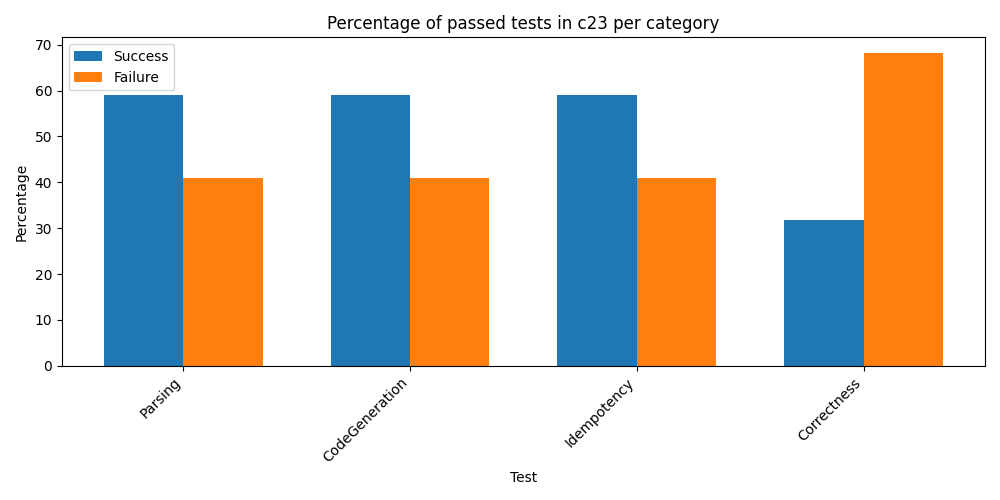 Percentage of passed tests in c23 per category
Success
Failure
Percentage
70
60
50
40
30
20
10
0
Parsing
CodeGeneration
Idempotency
Correctness
Test